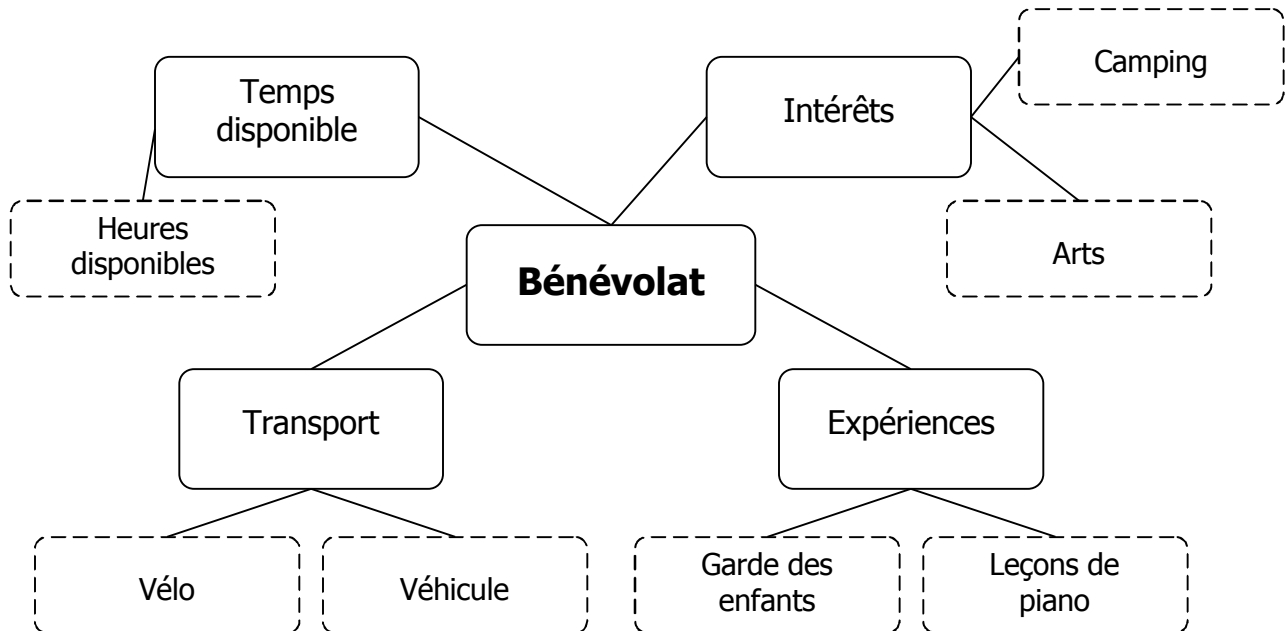 Camping
Temps
disponible
Intérêts
Heures
disponibles
Arts
Bénévolat
Transport
Expériences
Vélo
Véhicule
Garde des
enfants
Leçons de
piano